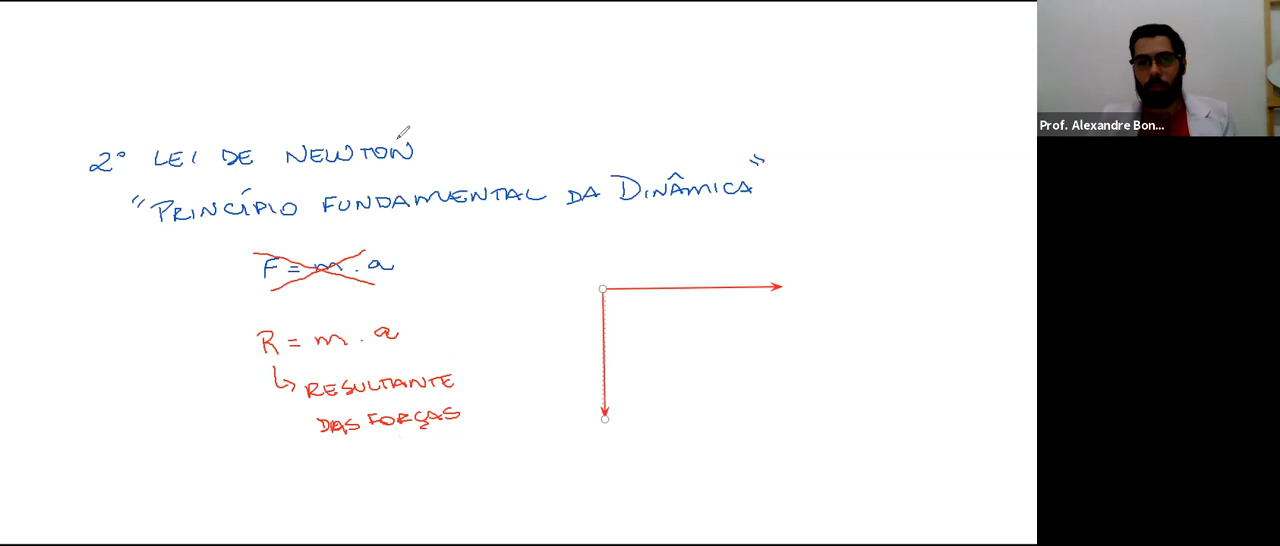 2° LEI DE NEWTON
"PRINCÍPIO FUNDAMENTAL DA DINÂMICA"
F = m . a
R = m . a
↳ RESULTANTE
DAS FORÇAS
Prof. Alexandre Bon...